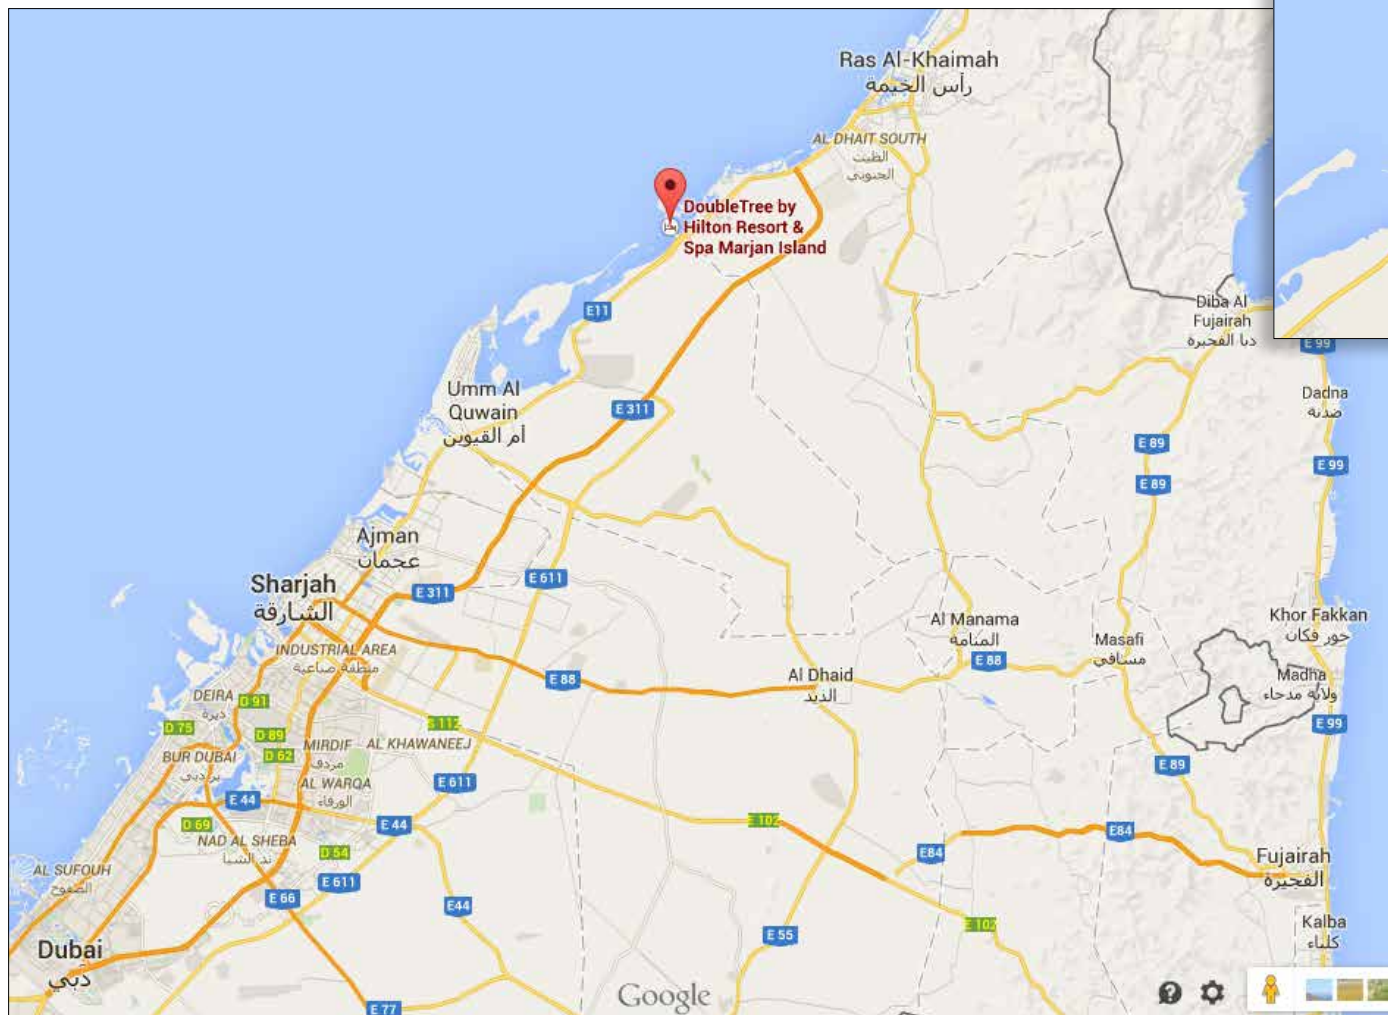 Ras Al-Khaimah
رأس الخيمة
AL DHAIT SOUTH
الظيت
الجنوبي
DoubleTree by
Hilton Resort &
Spa Marjan Island
E11
Diba Al
Fujairah
دبا الفجيرة
E 99
Umm Al
Quwain
أم القيوين
E 311
Dadna
ضدنة
E 89
E 99
E 89
Ajman
عجمان
Sharjah
الشارقة
E 311
E 611
Al Manama
المنامة
Khor Fakkan
خور فكان
Masafi
مسافي
INDUSTRIAL AREA
منطقة صناعية
E 88
E 88
Al Dhaid
الذيد
Madha
ولاية مدحاء
DEIRA
ديرة
D 91
D 75
D 89
D 62
S 112
E 99
MIRDIF
مردف
AL KHAWANEEJ
BUR DUBAI
بر دبي
AL WARQA
الورقاء
E 611
E 89
E 44
D 69
E 44
E 102
E84
E84
NAD AL SHEBA
ند الشبا
D 54
Fujairah
الفجيرة
AL SUFOUH
الصفوح
E 611
E 66
E44
E 102
E 55
Kalba
كلباء
Dubai
دبي
Google
E 77